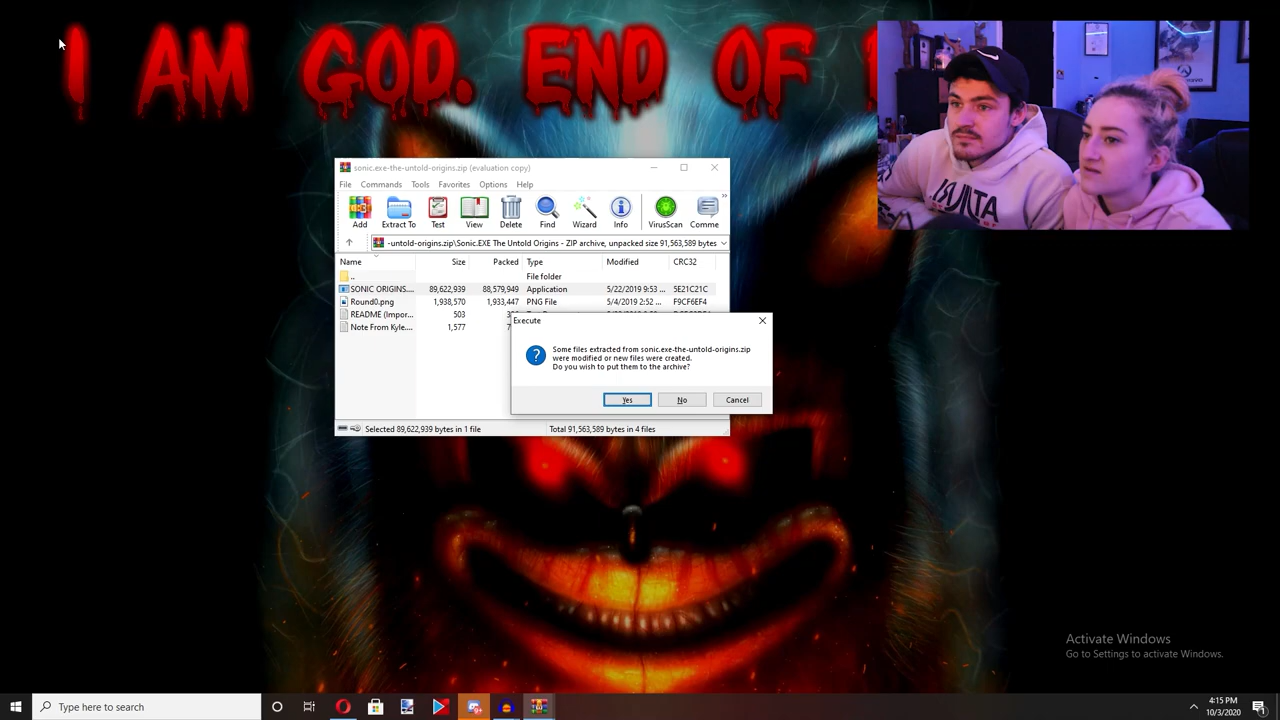 I AM GOD. END OF
sonic.exe-the-untold-origins.zip (evaluation copy)
File Commands Tools Favorites Options Help
Add Extract To Test View Delete Find Wizard Info VirusScan Comme
-untold-origins.zip\Sonic.EXE The Untold Origins - ZIP archive, unpacked size 91,563,589 bytes
Name Size Packed Type Modified CRC32
.. File folder
SONIC ORIGINS.... 89,622,939 88,579,949 Application 5/22/2019 9:53 ... 5E21C21C
Round0.png 1,938,570 1,933,447 PNG File 5/4/2019 2:52 ... F9CF6EF4
README (Impor... 503
Note From Kyle.... 1,577
Execute
Some files extracted from sonic.exe-the-untold-origins.zip
were modified or new files were created.
Do you wish to put them to the archive?
Yes No Cancel
Selected 89,622,939 bytes in 1 file Total 91,563,589 bytes in 4 files
Activate Windows
Go to Settings to activate Windows.
Type here to search
4:15 PM
10/3/2020